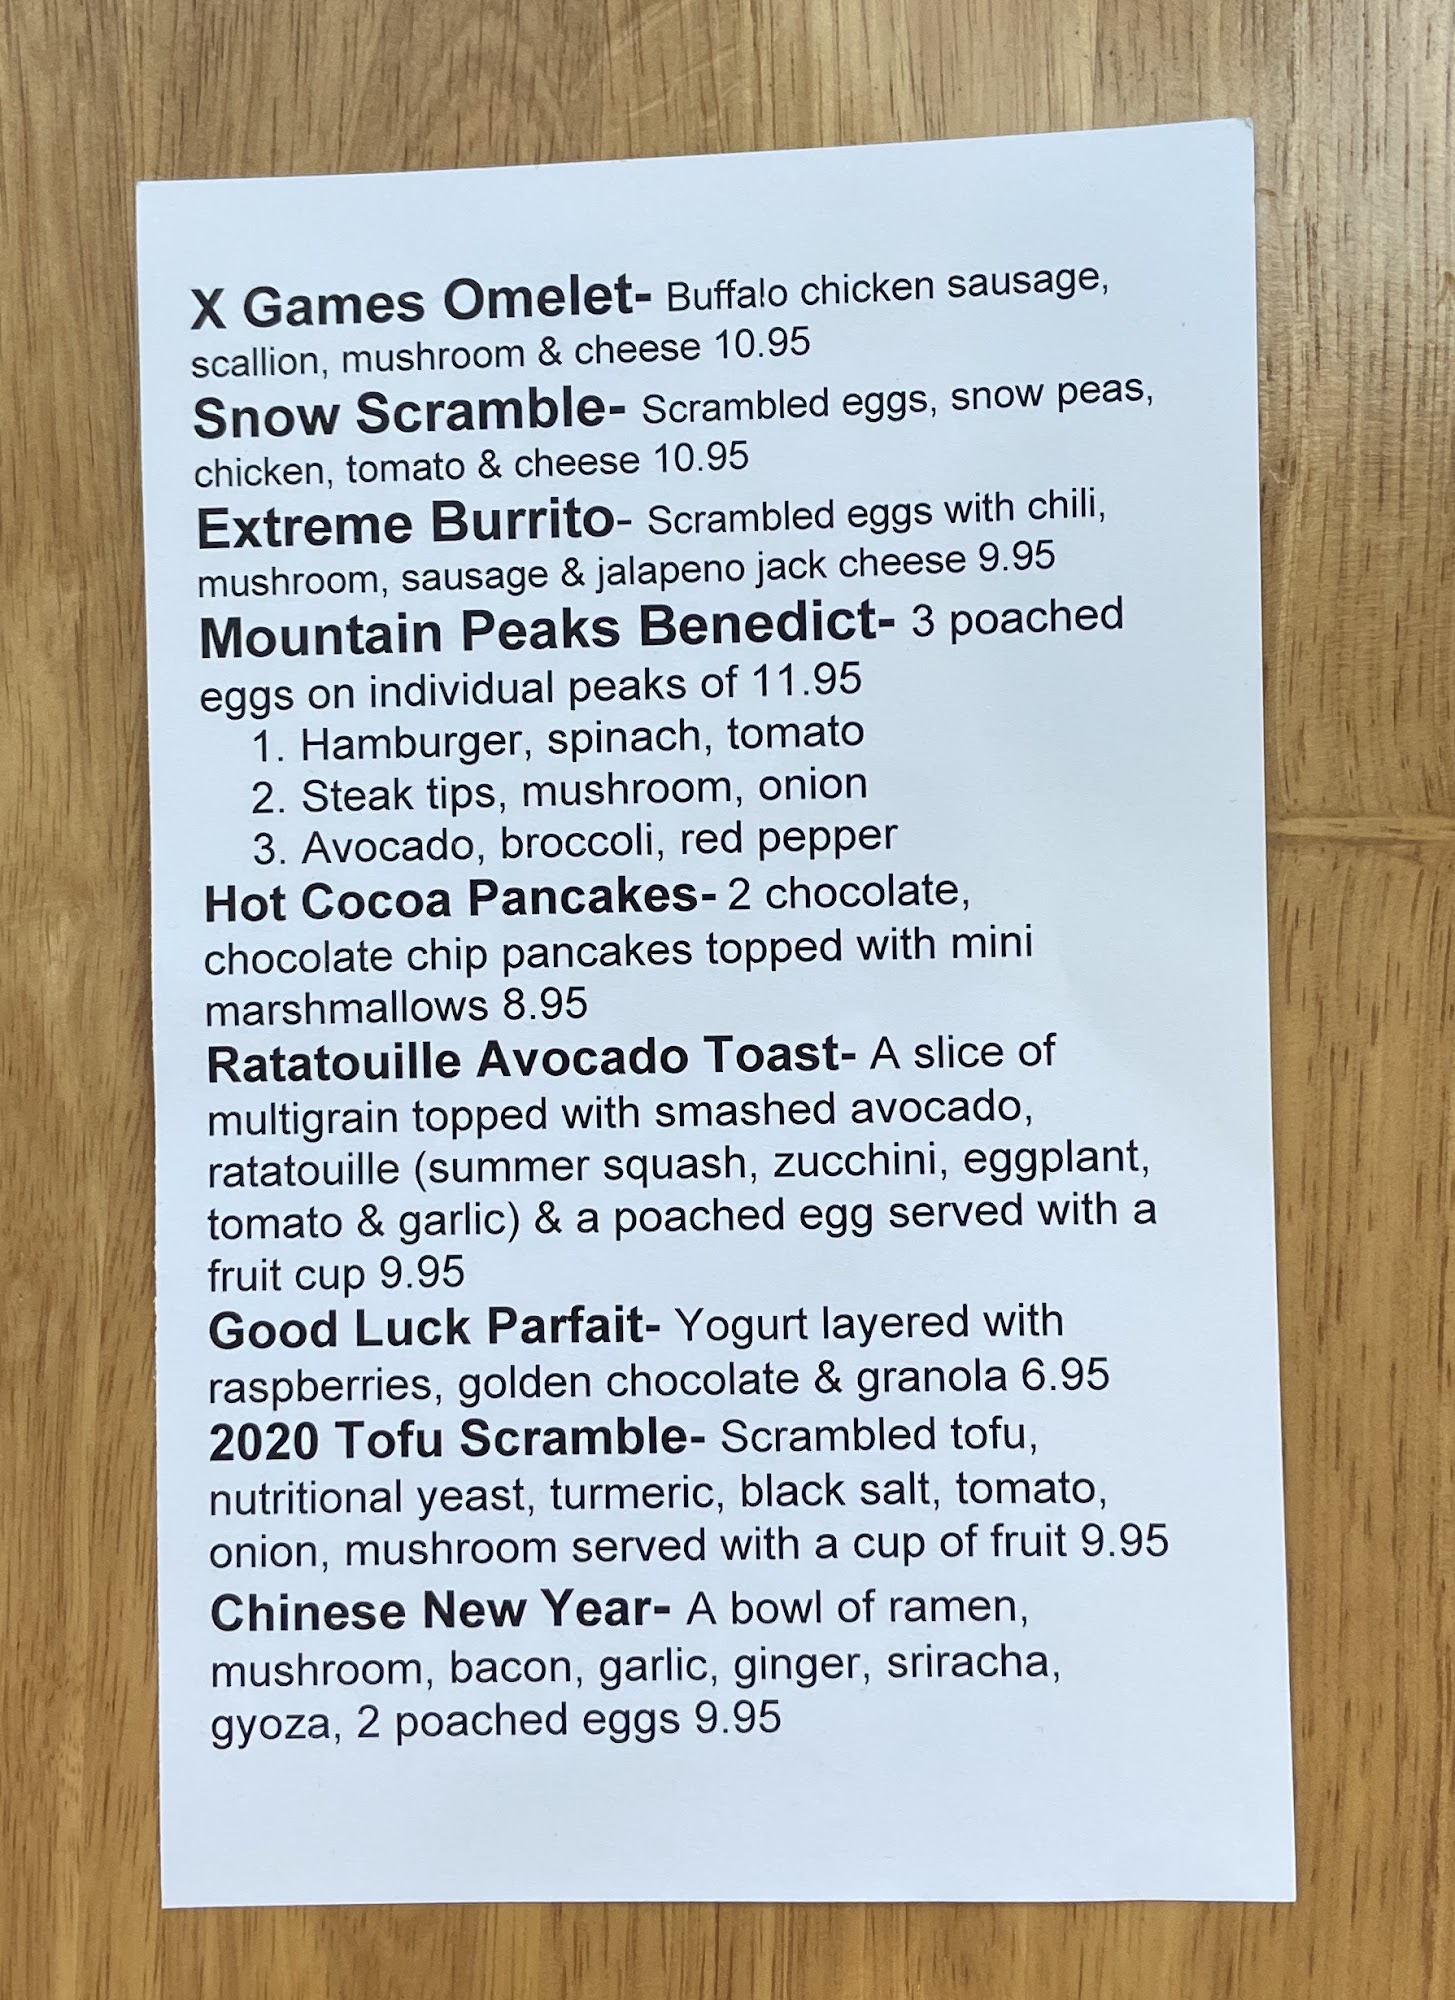 X Games Omelet- Buffalo chicken sausage,
scallion, mushroom & cheese 10.95
Snow Scramble- Scrambled eggs, snow peas,
chicken, tomato & cheese 10.95
Extreme Burrito- Scrambled eggs with chili,
mushroom, sausage & jalapeno jack cheese 9.95
Mountain Peaks Benedict- 3 poached
eggs on individual peaks of 11.95
1. Hamburger, spinach, tomato
2. Steak tips, mushroom, onion
3. Avocado, broccoli, red pepper
Hot Cocoa Pancakes- 2 chocolate,
chocolate chip pancakes topped with mini
marshmallows 8.95
Ratatouille Avocado Toast- A slice of
multigrain topped with smashed avocado,
ratatouille (summer squash, zucchini, eggplant,
tomato & garlic) & a poached egg served with a
fruit cup 9.95
Good Luck Parfait- Yogurt layered with
raspberries, golden chocolate & granola 6.95
2020 Tofu Scramble- Scrambled tofu,
nutritional yeast, turmeric, black salt, tomato,
onion, mushroom served with a cup of fruit 9.95
Chinese New Year- A bowl of ramen,
mushroom, bacon, garlic, ginger, sriracha,
gyoza, 2 poached eggs 9.95